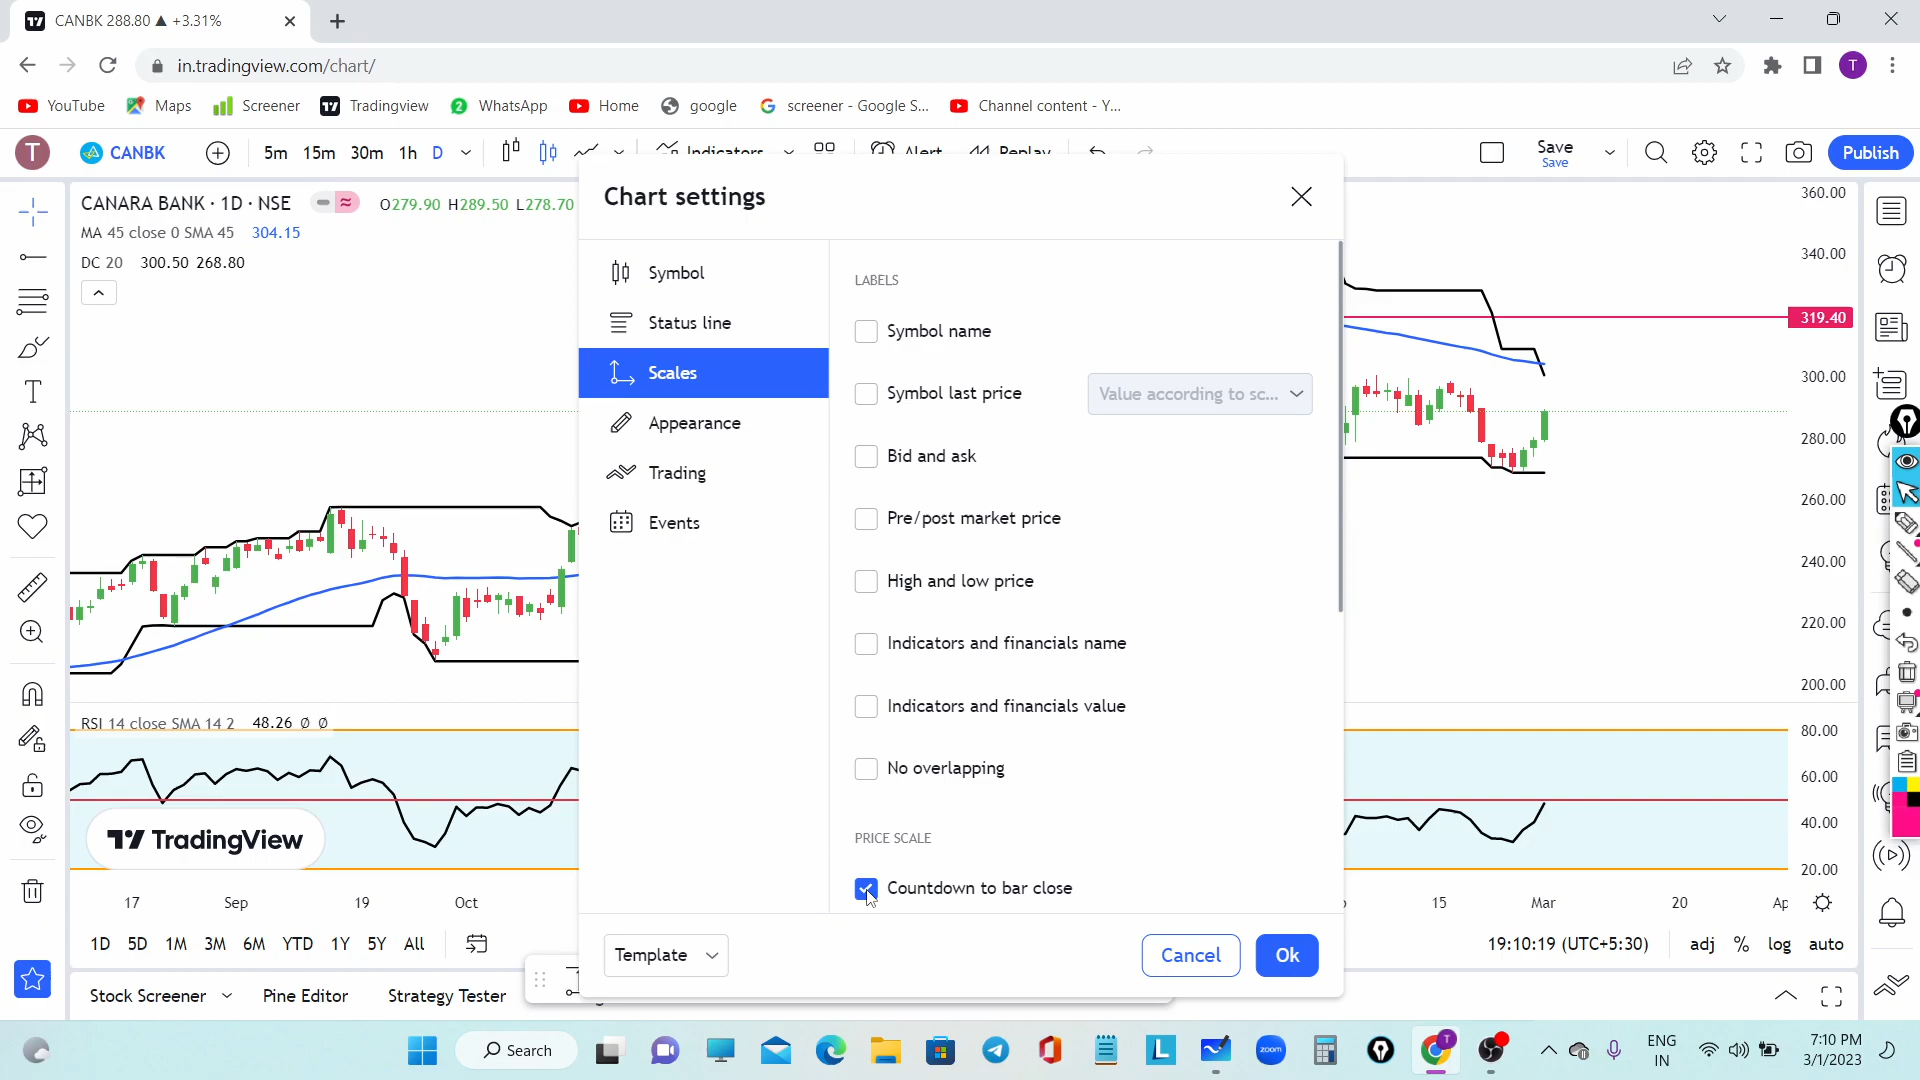 CANBK 288.80 ▲ +3.31%
in.tradingview.com/chart/
YouTube Maps Screener Tradingview WhatsApp Home google screener - Google S... Channel content - Y...
T CANBK 5m 15m 30m 1h D Indicators Alert Replay Save Save Publish
CANARA BANK · 1D · NSE O279.90 H289.50 L278.70
MA 45 close 0 SMA 45 304.15
DC 20 300.50 268.80
Chart settings
Symbol
Status line
Scales
Appearance
Trading
Events
LABELS
Symbol name
Symbol last price Value according to sc...
Bid and ask
Pre/post market price
High and low price
Indicators and financials name
Indicators and financials value
No overlapping
PRICE SCALE
Countdown to bar close
Template Cancel Ok
360.00
340.00
319.40
300.00
280.00
260.00
240.00
220.00
200.00
RSI 14 close SMA 14 2 48.26 Ø Ø
80.00
60.00
40.00
20.00
TradingView
17 Sep 19 Oct 15 Mar 20 Ap
1D 5D 1M 3M 6M YTD 1Y 5Y All 19:10:19 (UTC+5:30) adj % log auto
Stock Screener Pine Editor Strategy Tester
Search zoom ENG
IN
7:10 PM
3/1/2023